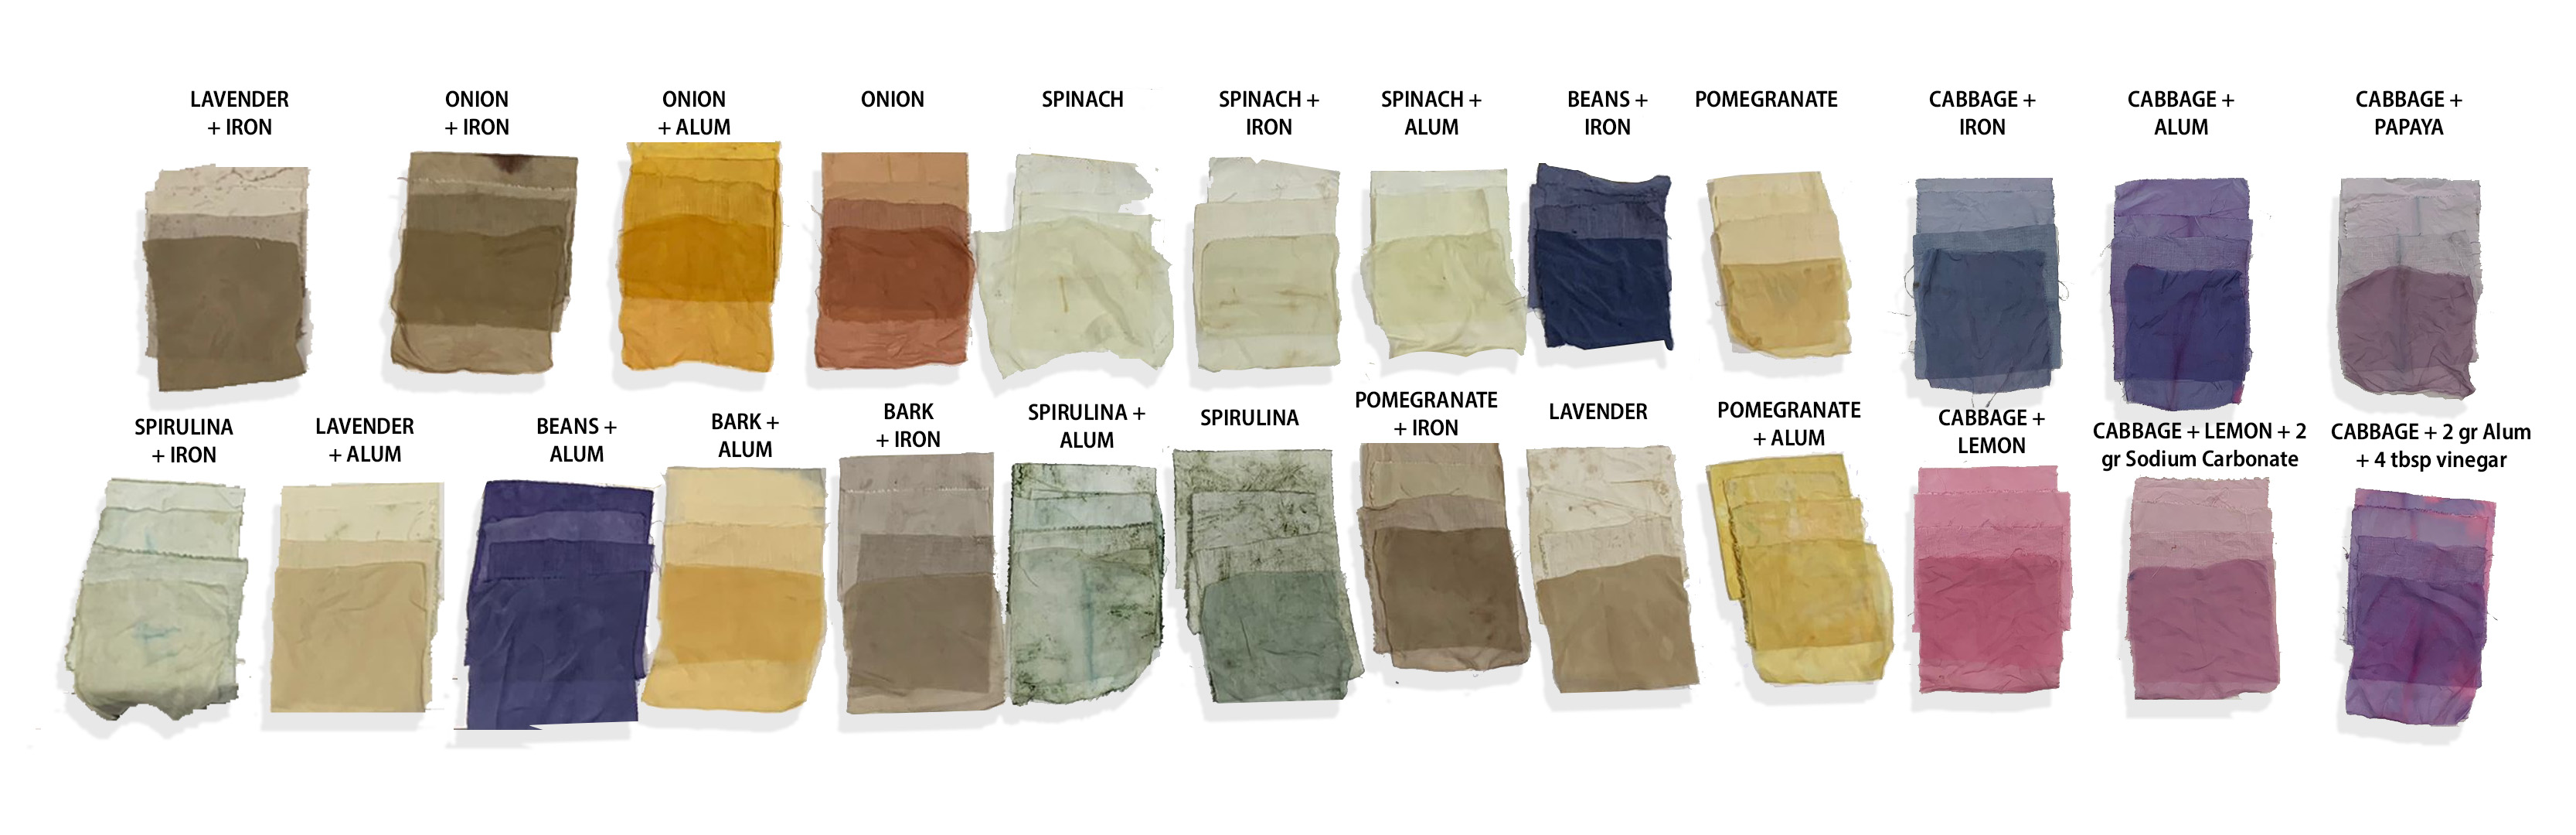 LAVENDER
+ IRON
ONION
+ IRON
ONION
+ ALUM
ONION
SPINACH
SPINACH +
IRON
SPINACH +
ALUM
BEANS +
IRON
POMEGRANATE
CABBAGE +
IRON
CABBAGE +
ALUM
CABBAGE +
PAPAYA
SPIRULINA
+ IRON
LAVENDER
+ ALUM
BEANS +
ALUM
BARK +
ALUM
BARK
+ IRON
SPIRULINA +
ALUM
SPIRULINA
POMEGRANATE
+ IRON
LAVENDER
POMEGRANATE
+ ALUM
CABBAGE +
LEMON
CABBAGE + LEMON + 2
gr Sodium Carbonate
CABBAGE + 2 gr Alum
+ 4 tbsp vinegar